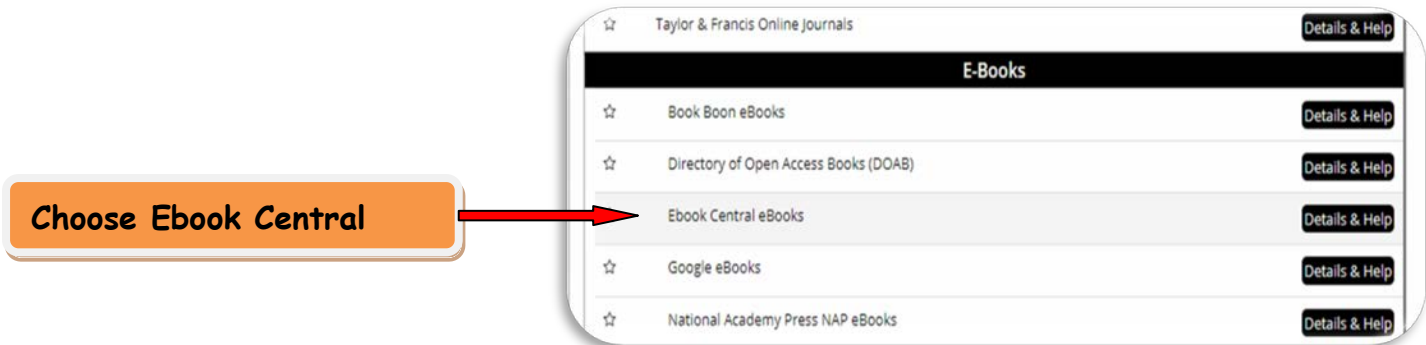 Taylor & Francis Online Journals Details & Help
E-Books
Book Boon eBooks Details & Help
Directory of Open Access Books (DOAB) Details & Help
Choose Ebook Central
Ebook Central eBooks Details & Help
Google eBooks Details & Help
National Academy Press NAP eBooks Details & Help